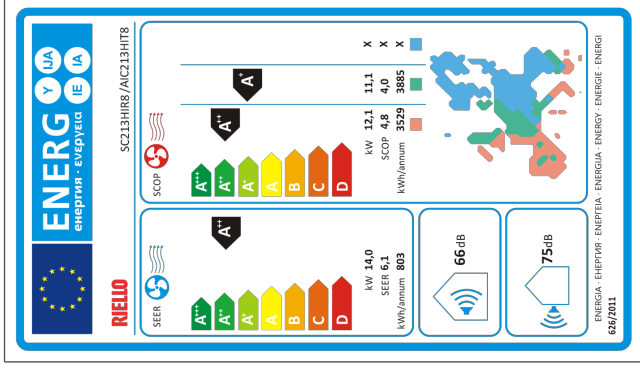 ENERG
енергия · ενεργεια
Y
IJA
IE
IA
RIELLO
SC213HIR8 /AIC213HIT8
SEER
A+++
A++
A+
A
B
C
D
A++
kW 14,0
SEER 6,1
kWh/annum 803
SCOP
A+++
A++
A+
A
B
C
D
A++
A+
kW 12,1 11,1 X
SCOP 4,8 4,0 X
kWh/annum 3529 3885 X
66dB
75dB
ENERGIA · ЕНЕРГИЯ · ΕΝΕΡΓΕΙΑ · ENERGIJA · ENERGY · ENERGIE · ENERGI
626/2011